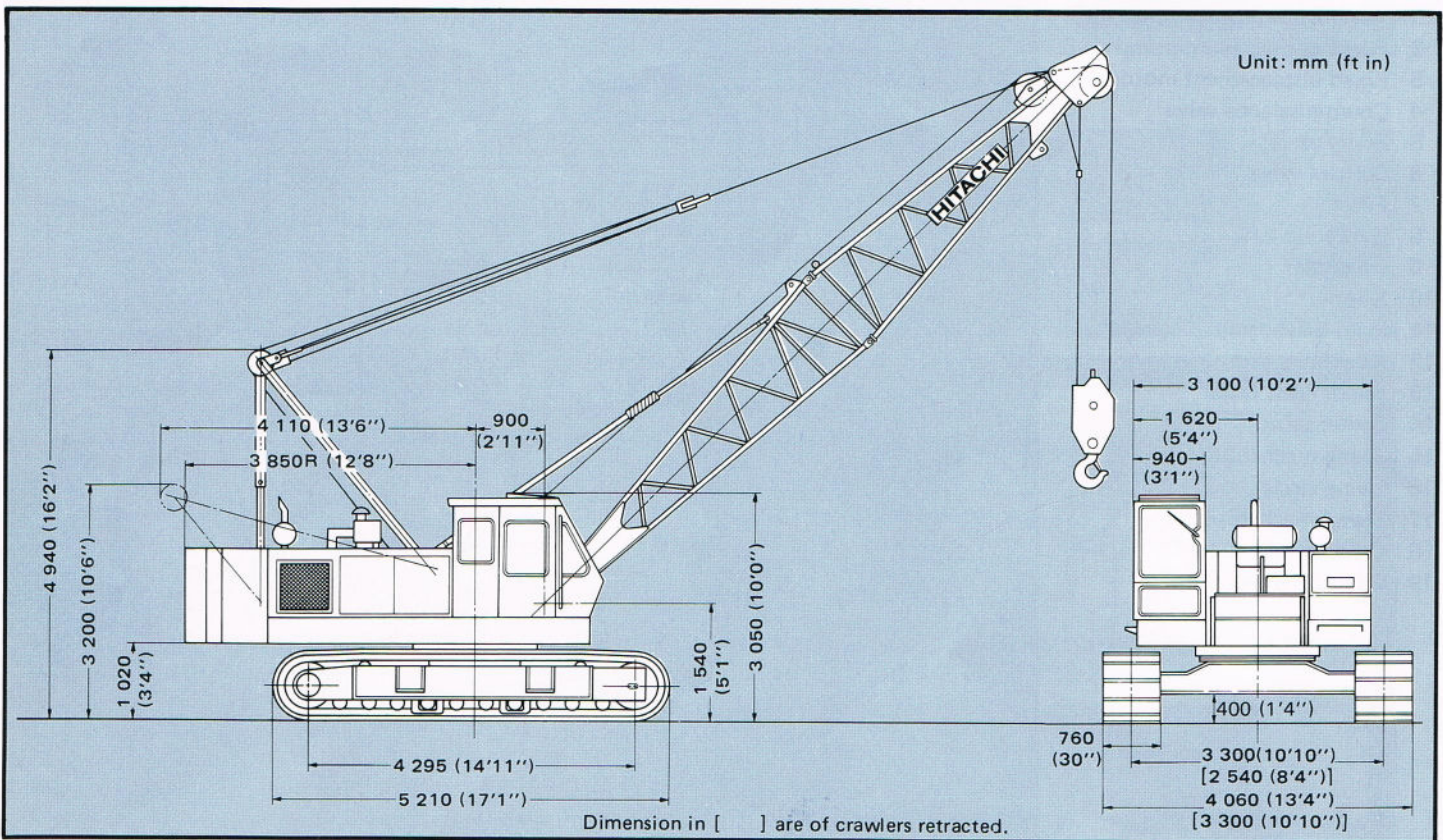 Unit: mm (ft in)
HITACHI
4 110 (13'6'')
900
(2'11'')
3 850R (12'8'')
4 940 (16'2'')
3 200 (10'6'')
1 020
(3'4'')
1 540
(5'1'')
3 050 (10'0'')
4 295 (14'11'')
5 210 (17'1'')
3 100 (10'2'')
1 620
(5'4'')
940
(3'1'')
400 (1'4'')
760
(30'')
3 300(10'10'')
[2 540 (8'4'')]
4 060 (13'4'')
[3 300 (10'10'')]
Dimension in [ ] are of crawlers retracted.